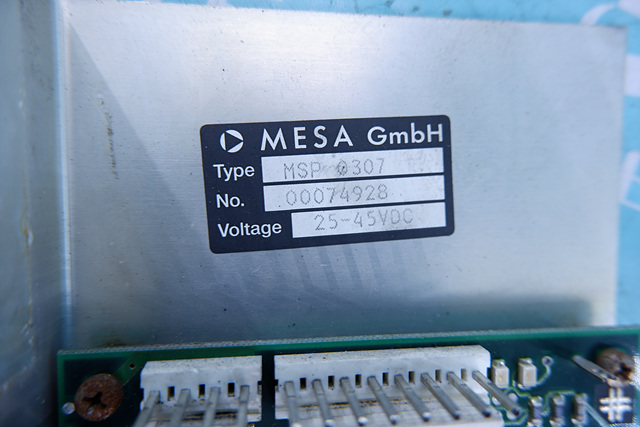 MESA GmbH
Type MSP 0307
No. 00074928
Voltage 25-45VDC